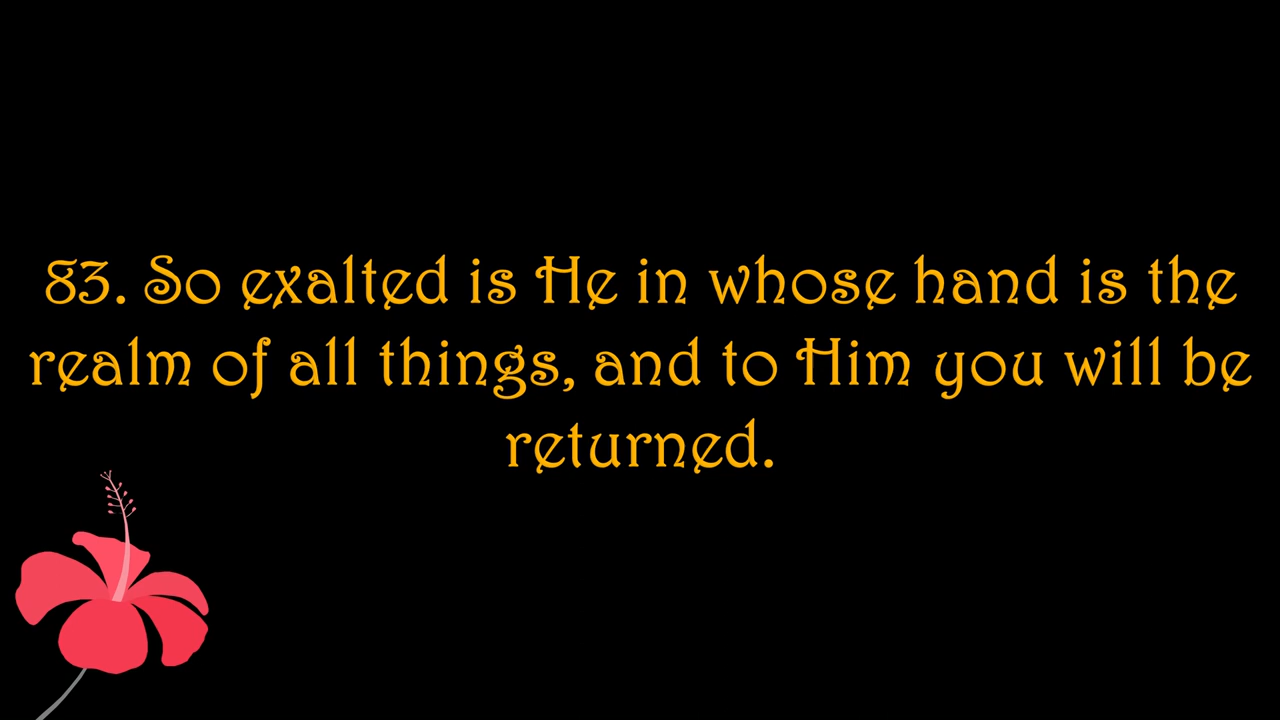 83. So exalted is He in whose hand is the
realm of all things, and to Him you will be
returned.